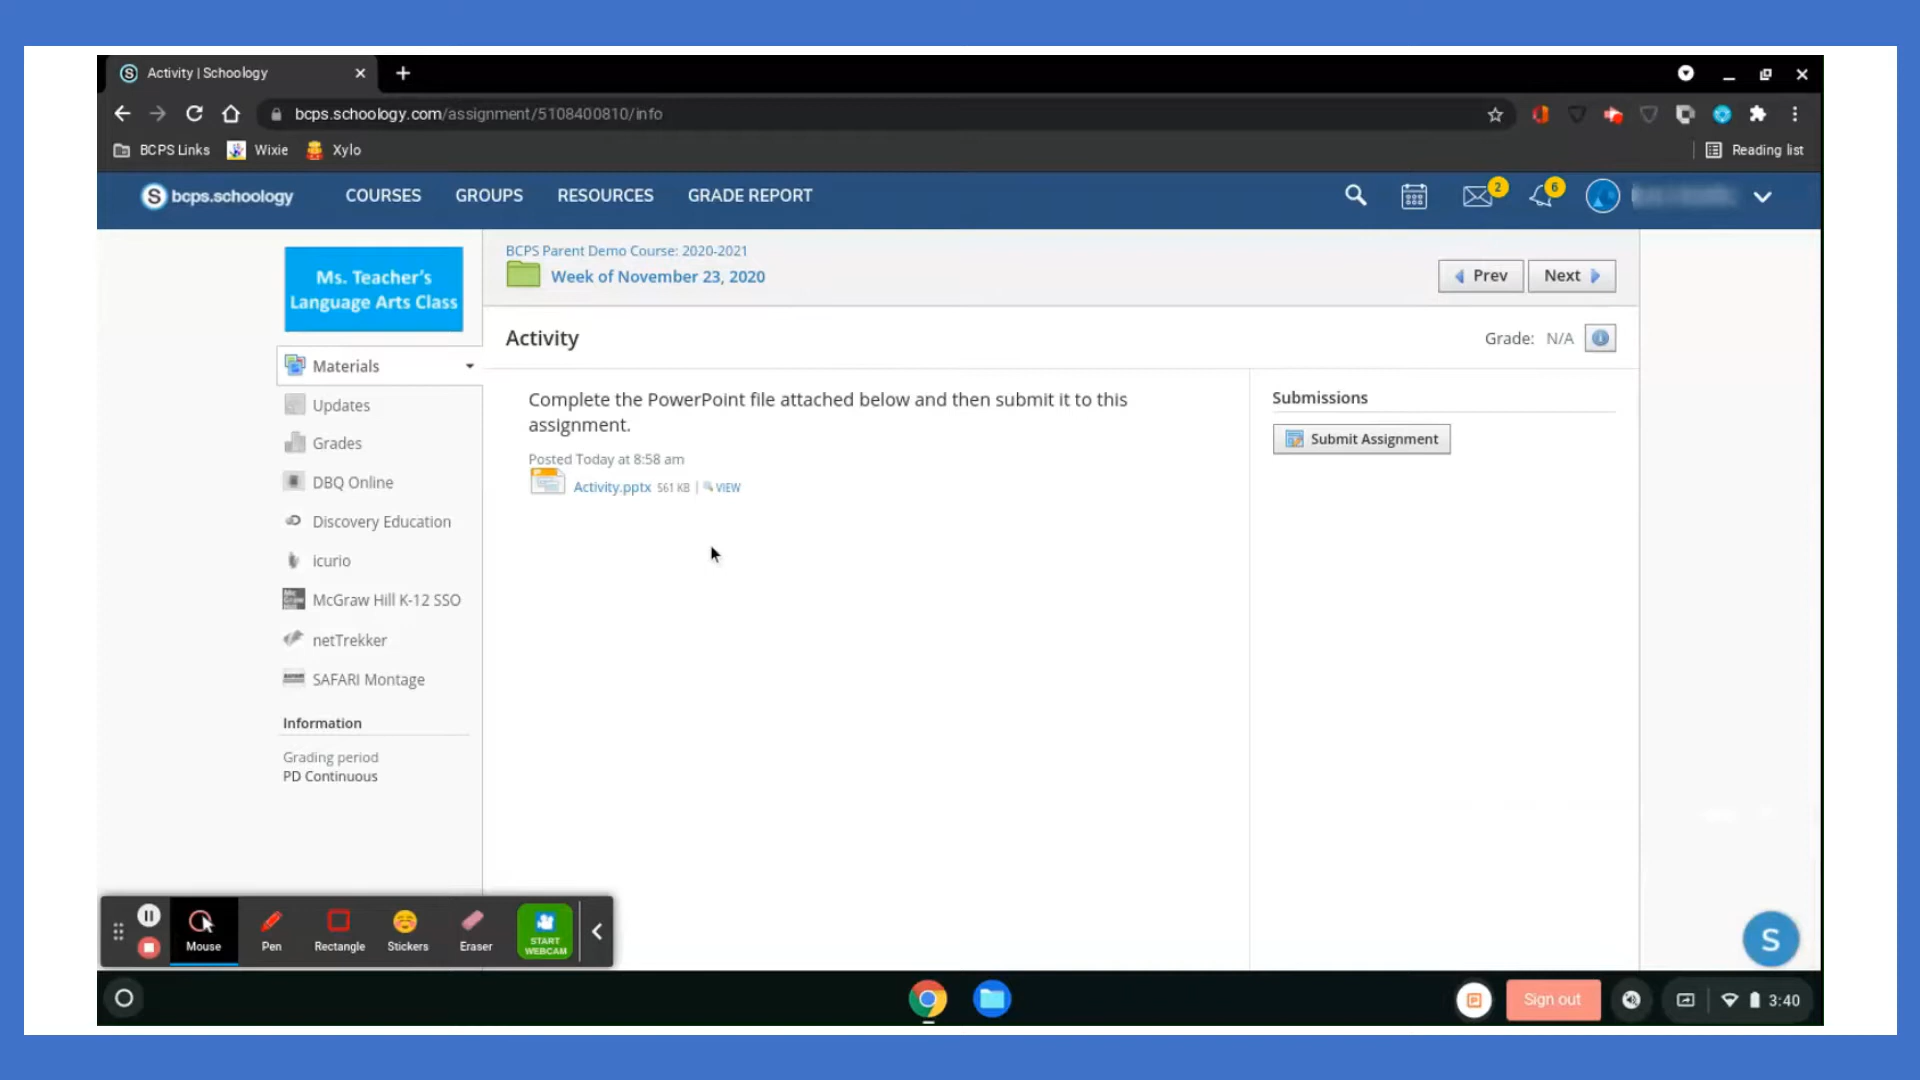 Activity | Schoology
bcps.schoology.com/assignment/5108400810/info
BCPS Links Wixie Xylo
Reading list
bcps.schoology COURSES GROUPS RESOURCES GRADE REPORT 2 6
Ms. Teacher's
Language Arts Class
Materials
Updates
Grades
DBQ Online
Discovery Education
icurio
McGraw Hill K-12 SSO
netTrekker
SAFARI Montage
Information
Grading period
PD Continuous
BCPS Parent Demo Course: 2020-2021
Week of November 23, 2020
Prev Next
Activity
Grade: N/A
Complete the PowerPoint file attached below and then submit it to this
assignment.
Posted Today at 8:58 am
Activity.pptx 561 KB | VIEW
Submissions
Submit Assignment
Mouse Pen Rectangle Stickers Eraser START
WEBCAM
S
Sign out
3:40